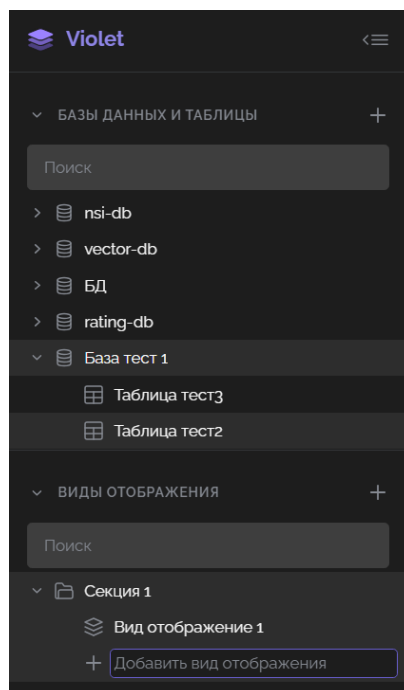 Violet
БАЗЫ ДАННЫХ И ТАБЛИЦЫ
Поиск
nsi-db
vector-db
БД
rating-db
База тест 1
Таблица тест3
Таблица тест2
ВИДЫ ОТОБРАЖЕНИЯ
Поиск
Секция 1
Вид отображение 1
Добавить вид отображения